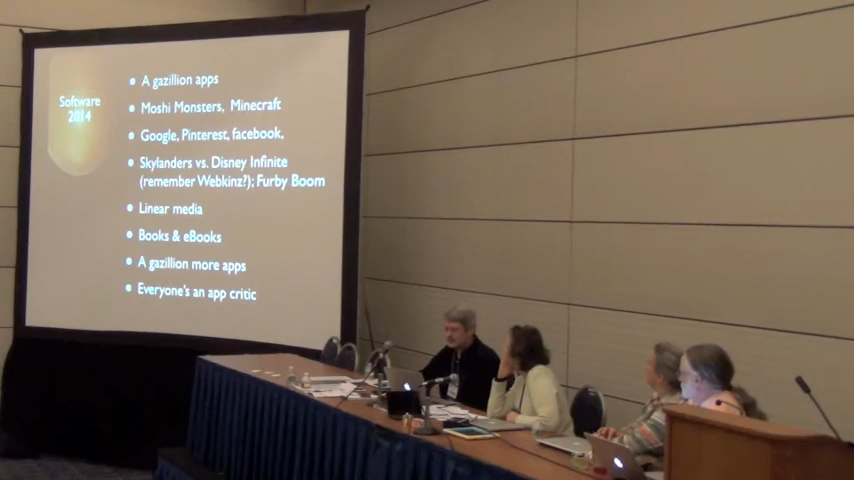 Software
2014
A gazillion apps
Moshi Monsters, Minecraft
Google, Pinterest, facebook,
Skylanders vs. Disney Infinite
(remember Webkinz?); Furby Boom
Linear media
Books & eBooks
A gazillion more apps
Everyone's an app critic